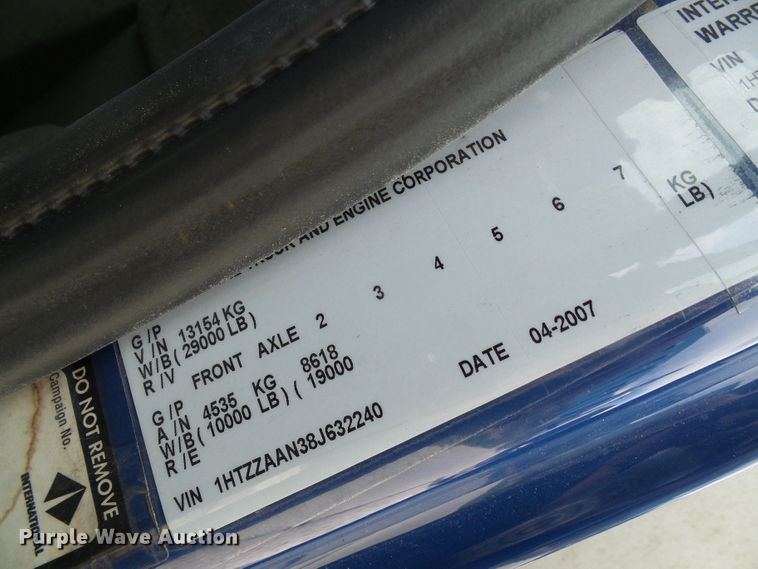 TRUCK AND ENGINE CORPORATION
G/P
V/N 13154 KG
W/B( 29000 LB)
R/V
FRONT AXLE 2 3 4 5 6 7
G/P
A/N 4535 KG 8618 KG
W/B( 10000 LB) ( 19000 LB)
R/E
VIN 1HTZZAAN38J632240
DATE 04-2007
INTER
WARRE
VIN
1HT
D
DO NOT REMOVE
Campaign No.
INTERNATIONAL
Purple Wave Auction